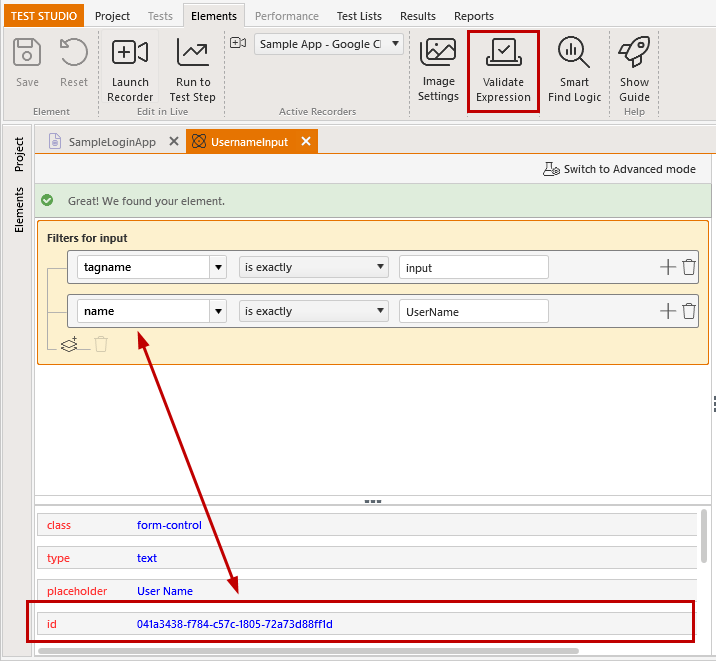 TEST STUDIO Project Tests Elements Performance Test Lists Results Reports
Sample App - Google C
Save Reset Launch Recorder Run to Test Step Image Settings Validate Expression Smart Find Logic Show Guide
Element Edit in Live Active Recorders Help
Project
Elements
SampleLoginApp UsernameInput
Switch to Advanced mode
Great! We found your element.
Filters for input
tagname is exactly input
name is exactly UserName
class form-control
type text
placeholder User Name
id 041a3438-f784-c57c-1805-72a73d88ff1d